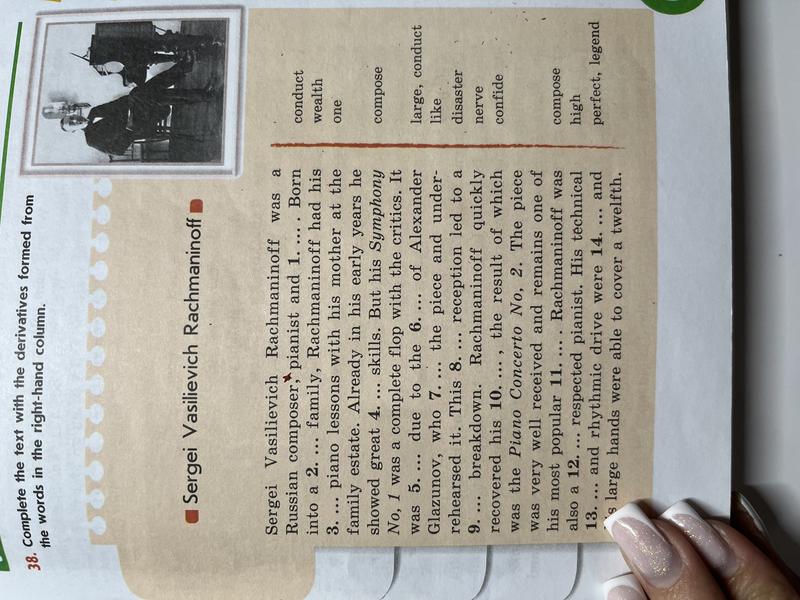 38. Complete the text with the derivatives formed from
the words in the right-hand column.
Sergei Vasilievich Rachmaninoff
Sergei Vasilievich Rachmaninoff was a
Russian composer, pianist and 1. .... . Born
into a 2. ... family, Rachmaninoff had his
3. ... piano lessons with his mother at the
family estate. Already in his early years he
showed great 4. ... skills. But his Symphony
No, 1 was a complete flop with the critics. It
was 5. .... due to the 6. .... of Alexander
Glazunov, who 7. ... the piece and under-
rehearsed it. This 8. ... reception led to a
9. ... breakdown. Rachmaninoff quickly
recovered his 10. ...., the result of which
was the Piano Concerto No, 2. The piece
was very well received and remains one of
his most popular 11. .... . Rachmaninoff was
also a 12. ... respected pianist. His technical
13. ... and rhythmic drive were 14. .... and
large hands were able to cover a twelfth.
conduct
wealth
one
compose
large, conduct
like
disaster
nerve
confide
compose
high
perfect, legend